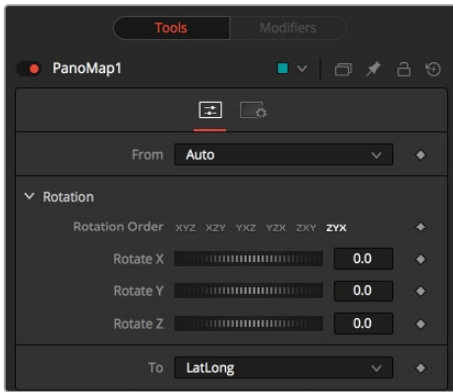 Tools Modifiers
PanoMap1
From Auto
Rotation
Rotation Order XYZ XZY YXZ YZX ZXY ZYX
Rotate X 0.0
Rotate Y 0.0
Rotate Z 0.0
To LatLong